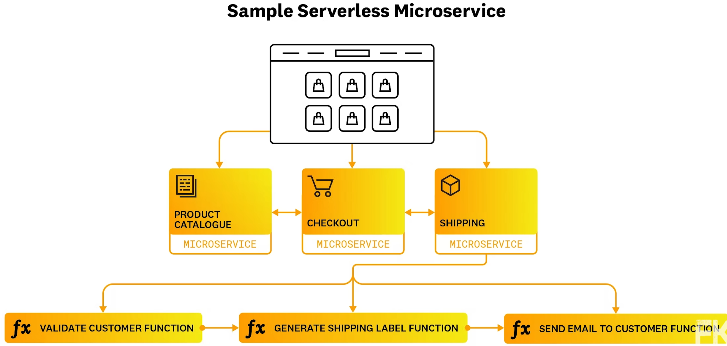 Sample Serverless Microservice
PRODUCT
CATALOGUE
MICROSERVICE
CHECKOUT
MICROSERVICE
SHIPPING
MICROSERVICE
fx VALIDATE CUSTOMER FUNCTION
fx GENERATE SHIPPING LABEL FUNCTION
fx SEND EMAIL TO CUSTOMER FUNCTION